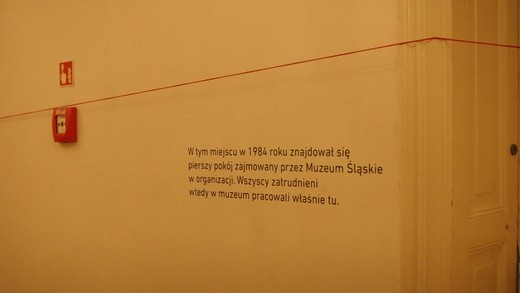 W tym miejscu w 1984 roku znajdował się
pierszy pokój zajmowany przez Muzeum Śląskie
w organizacji. Wszyscy zatrudnieni
wtedy w muzeum pracowali właśnie tu.